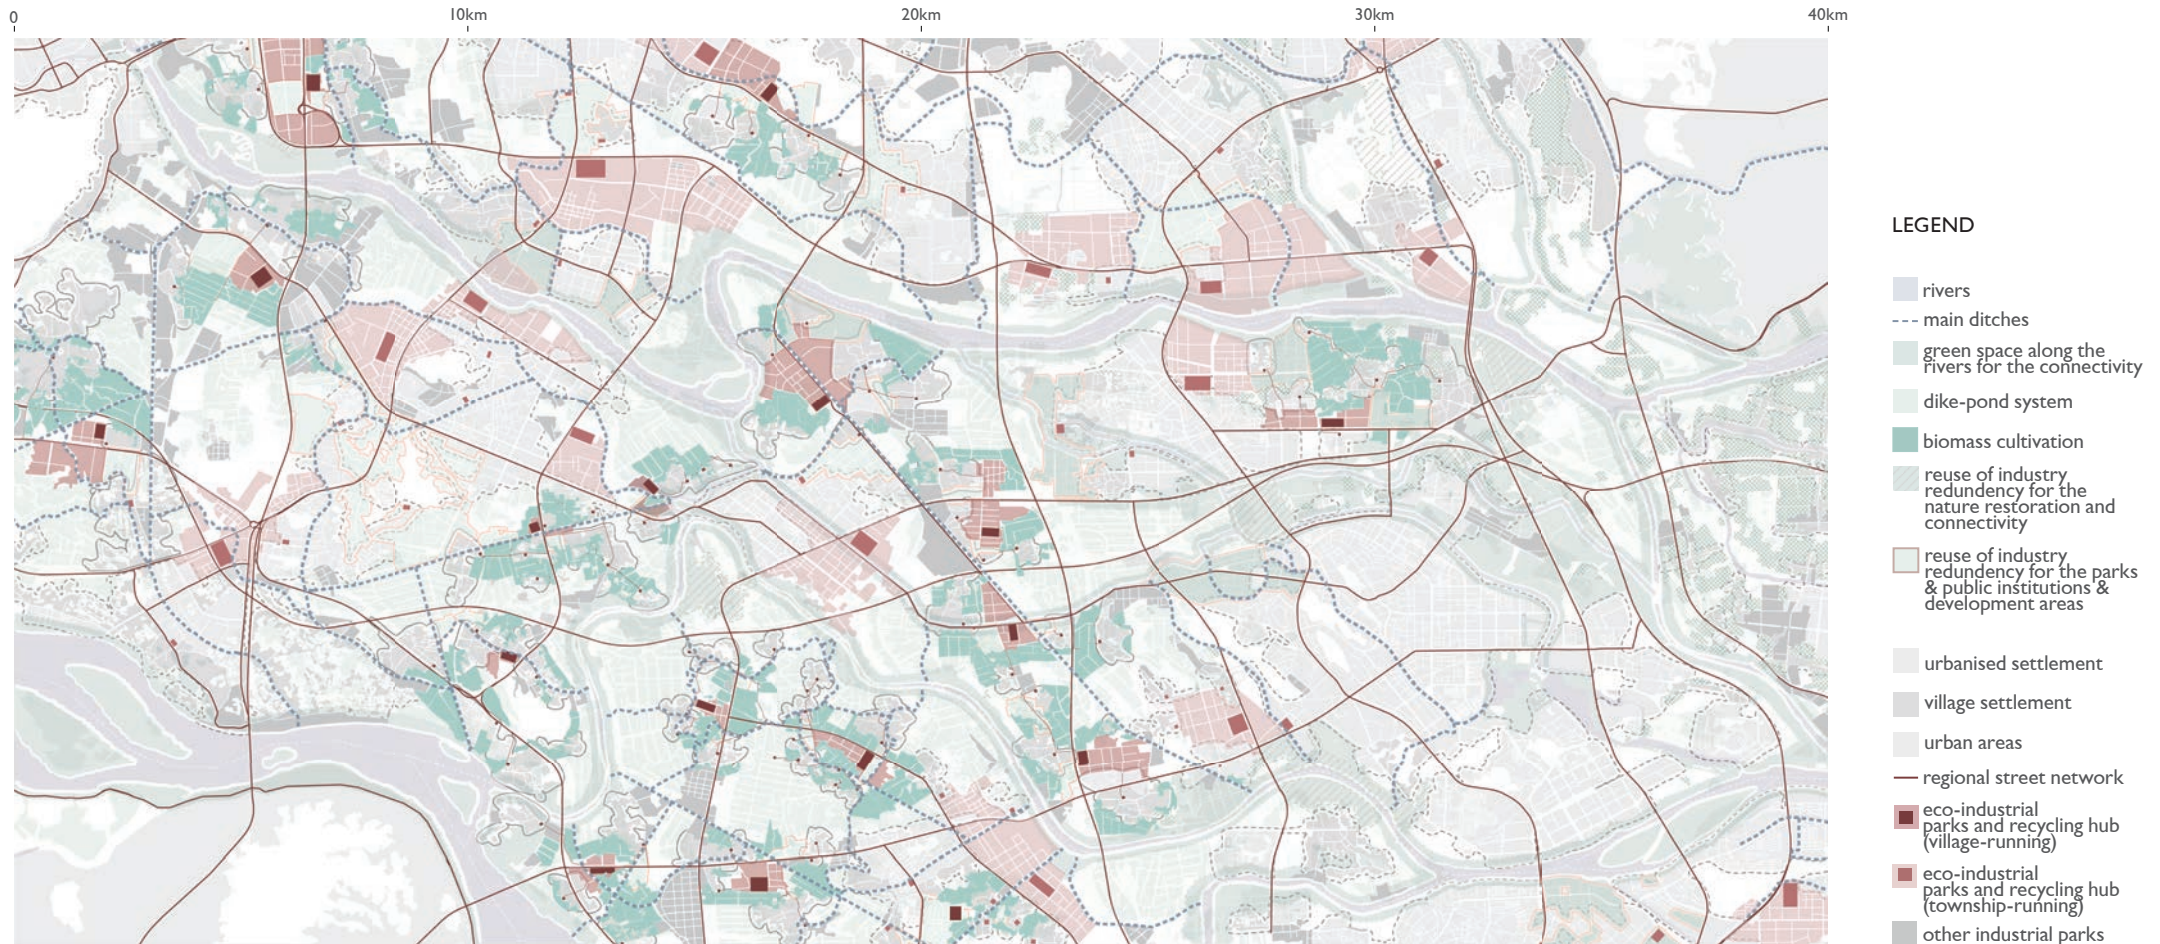 0
10km
20km
30km
40km
LEGEND
rivers
main ditches
green space along the
rivers for the connectivity
dike-pond system
biomass cultivation
reuse of industry
redundency for the
nature restoration and
connectivity
reuse of industry
redundency for the parks
& public institutions &
development areas
urbanised settlement
village settlement
urban areas
regional street network
eco-industrial
parks and recycling hub
(village-running)
eco-industrial
parks and recycling hub
(township-running)
other industrial parks